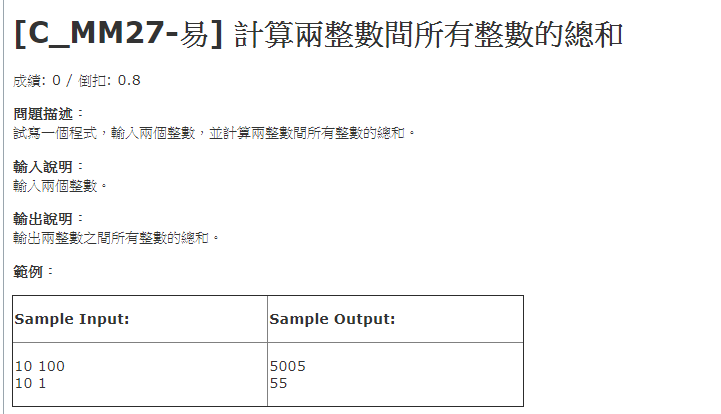 [C_MM27-易] 計算兩整數間所有整數的總和
成績: 0 / 倒扣: 0.8
問題描述：
試寫一個程式，輸入兩個整數，並計算兩整數間所有整數的總和。
輸入說明：
輸入兩個整數。
輸出說明：
輸出兩整數之間所有整數的總和。
範例：
Sample Input: Sample Output:
10 100 5005
10 1 55